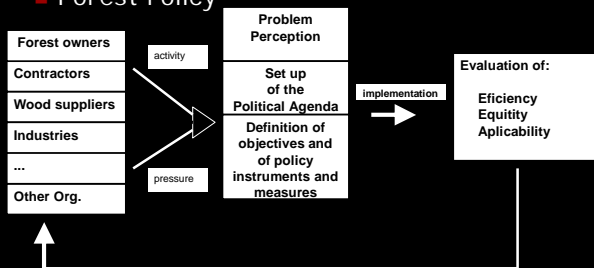 Forest Policy
Forest owners
Contractors
Wood suppliers
Industries
...
Other Org.
activity
pressure
Problem
Perception
Set up
of the
Political Agenda
Definition of
objectives and
of policy
instruments and
measures
implementation
Evaluation of:
Eficiency
Equitity
Aplicability